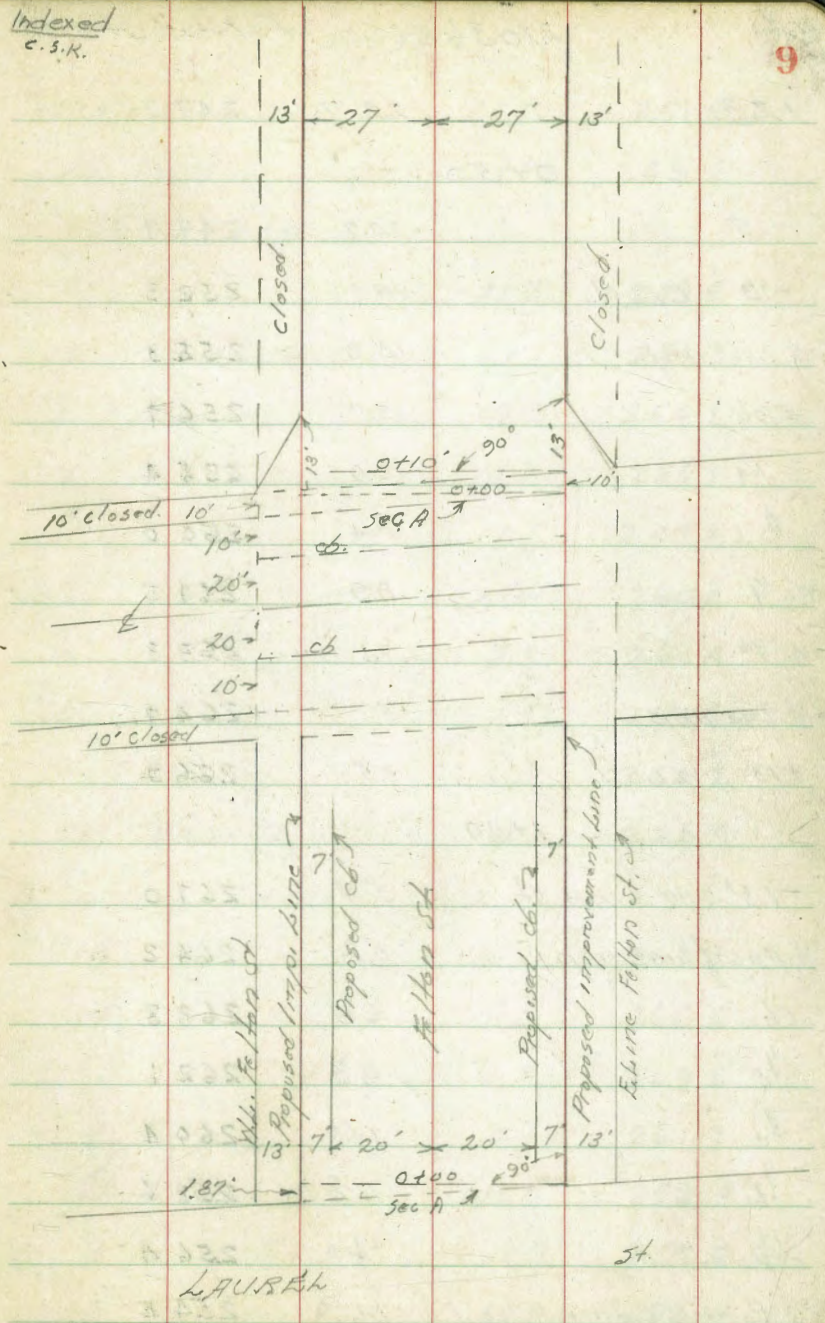 Indexed
C.S.K.
9
13' 27' 27' 13'
Closed.
Closed.
13'
0+10'
90°
13'
0+00
10'
10' Closed.
10'
Sec. A
10'
cb.
20'
℄
20
cb
10'
10' Closed
7'
7'
W.L. Felton St
Proposed Impr. Line
Proposed cb.
Felton St.
Proposed cb.
Proposed Improvement Line
E. Line Felton St.
13' 7' 20' 20' 7' 13'
1.87'
0+00
90°
Sec A
St.
LAUREL